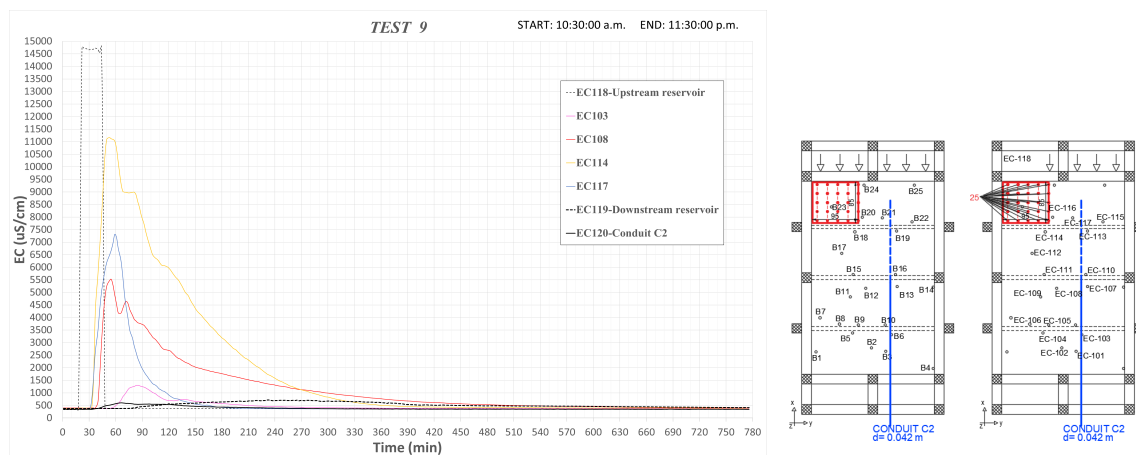 TEST 9
START: 10:30:00 a.m. END: 11:30:00 p.m.
EC (uS/cm)
15000
14500
14000
13500
13000
12500
12000
11500
11000
10500
10000
9500
9000
8500
8000
7500
7000
6500
6000
5500
5000
4500
4000
3500
3000
2500
2000
1500
1000
500
0
0 30 60 90 120 150 180 210 240 270 300 330 360 390 420 450 480 510 540 570 600 630 660 690 720 750 780
Time (min)
EC118-Upstream reservoir
EC103
EC108
EC114
EC117
EC119-Downstream reservoir
EC120-Conduit C2
B24 B25
B23
95
95
B20 B21
B22
B18 B19
B17
B15 B16
B11 B12 B13 B14
B7
B8 B9 B10
B5 B6
B2
B1 B3
B4
x
z y
CONDUIT C2
d= 0.042 m
EC-118
25
95
95
EC-116
EC-117 EC-115
EC-114 EC-113
EC-112
EC-111 EC-110
EC-109 EC-108 EC-107
EC-106 EC-105
EC-104 EC-103
EC-102 EC-101
x
z y
CONDUIT C2
d= 0.042 m